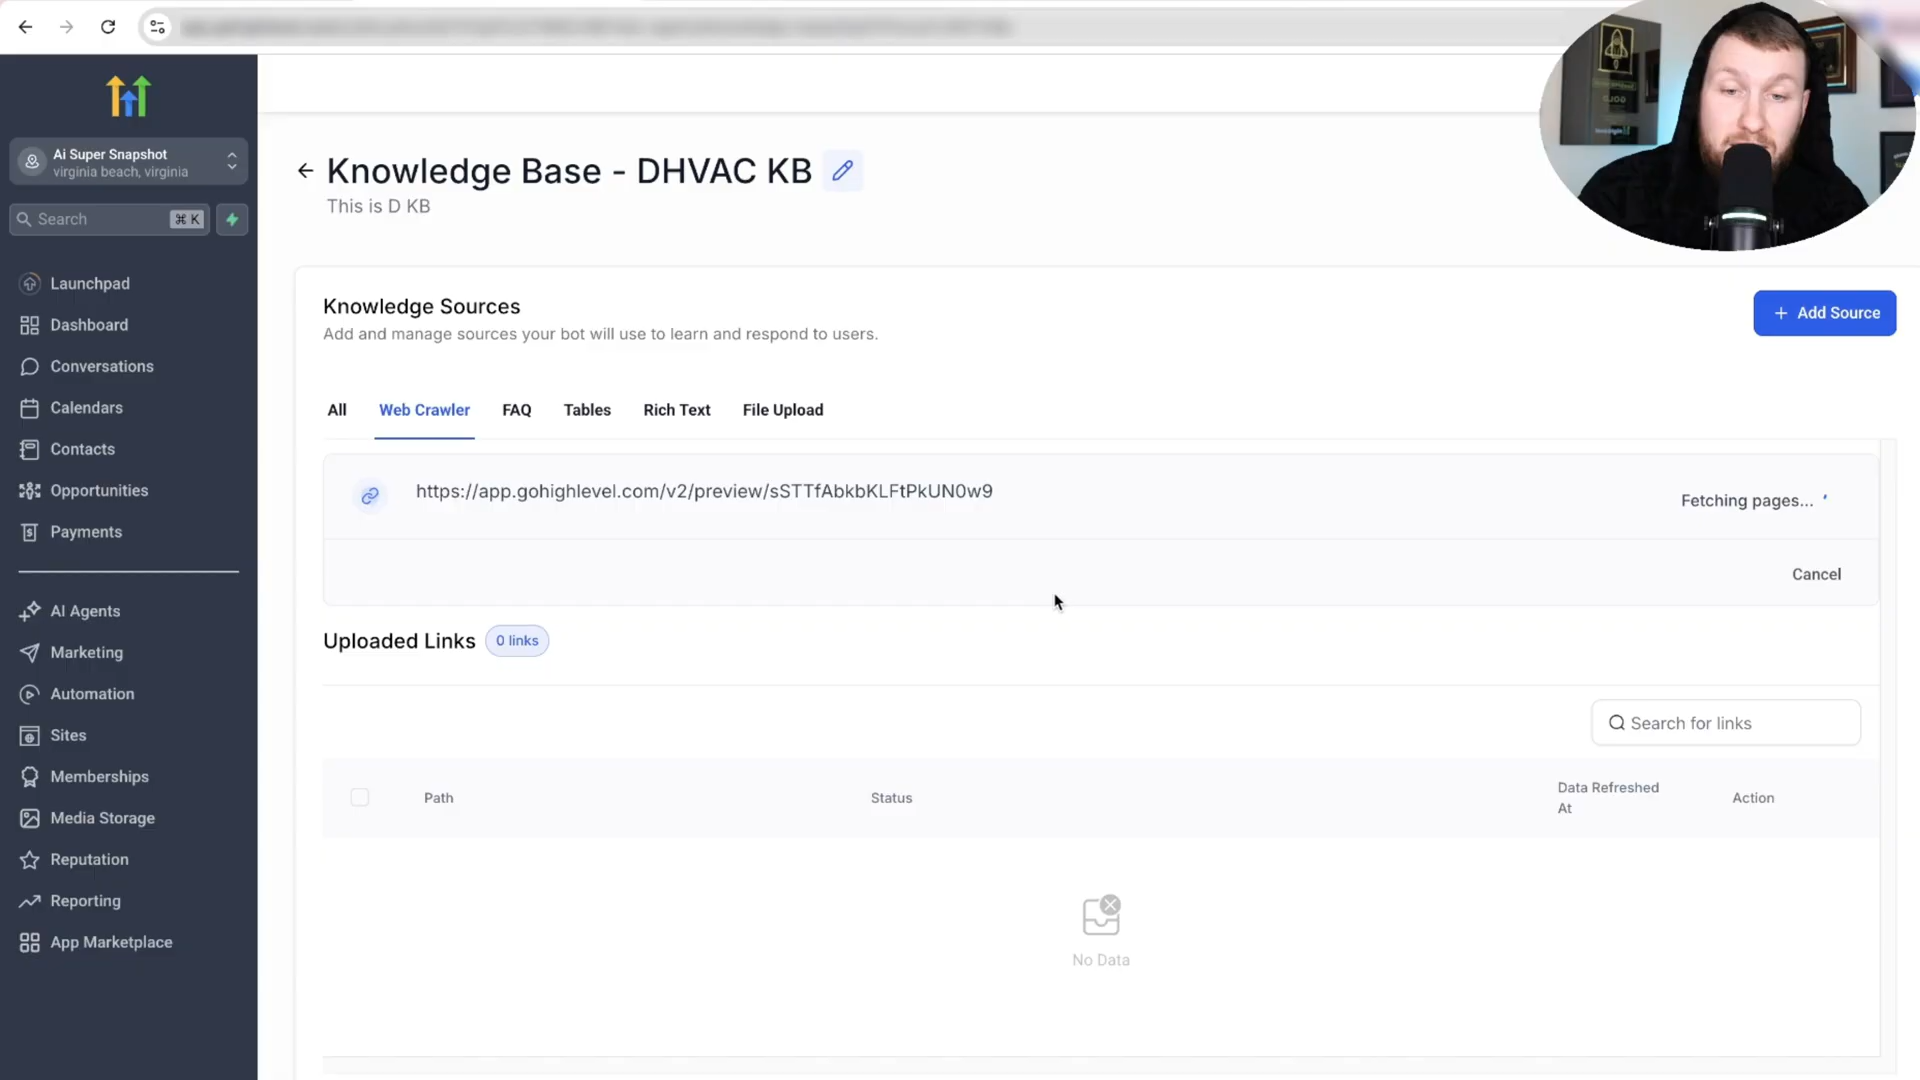 Ai Super Snapshot
virginia beach, virginia
Search ⌘ K
Launchpad
Dashboard
Conversations
Calendars
Contacts
Opportunities
Payments
AI Agents
Marketing
Automation
Sites
Memberships
Media Storage
Reputation
Reporting
App Marketplace
Knowledge Base - DHVAC KB
This is D KB
Knowledge Sources
Add and manage sources your bot will use to learn and respond to users.
+ Add Source
All Web Crawler FAQ Tables Rich Text File Upload
https://app.gohighlevel.com/v2/preview/sSTTfAbkbKLFtPkUN0w9
Fetching pages...
Cancel
Uploaded Links 0 links
Search for links
Path Status Data Refreshed At Action
No Data